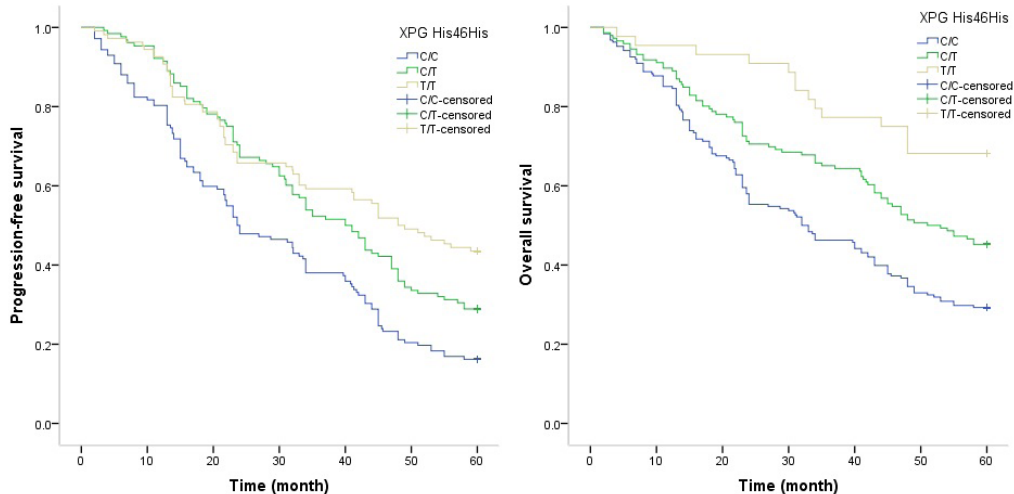 XPG His46His
C/C
C/T
T/T
C/C-censored
C/T-censored
T/T-censored
1.0
0.8
0.6
0.4
0.2
0.0
Progression-free survival
0 10 20 30 40 50 60
Time (month)
XPG His46His
C/C
C/T
T/T
C/C-censored
C/T-censored
T/T-censored
1.0
0.8
0.6
0.4
0.2
0.0
Overall survival
0 10 20 30 40 50 60
Time (month)